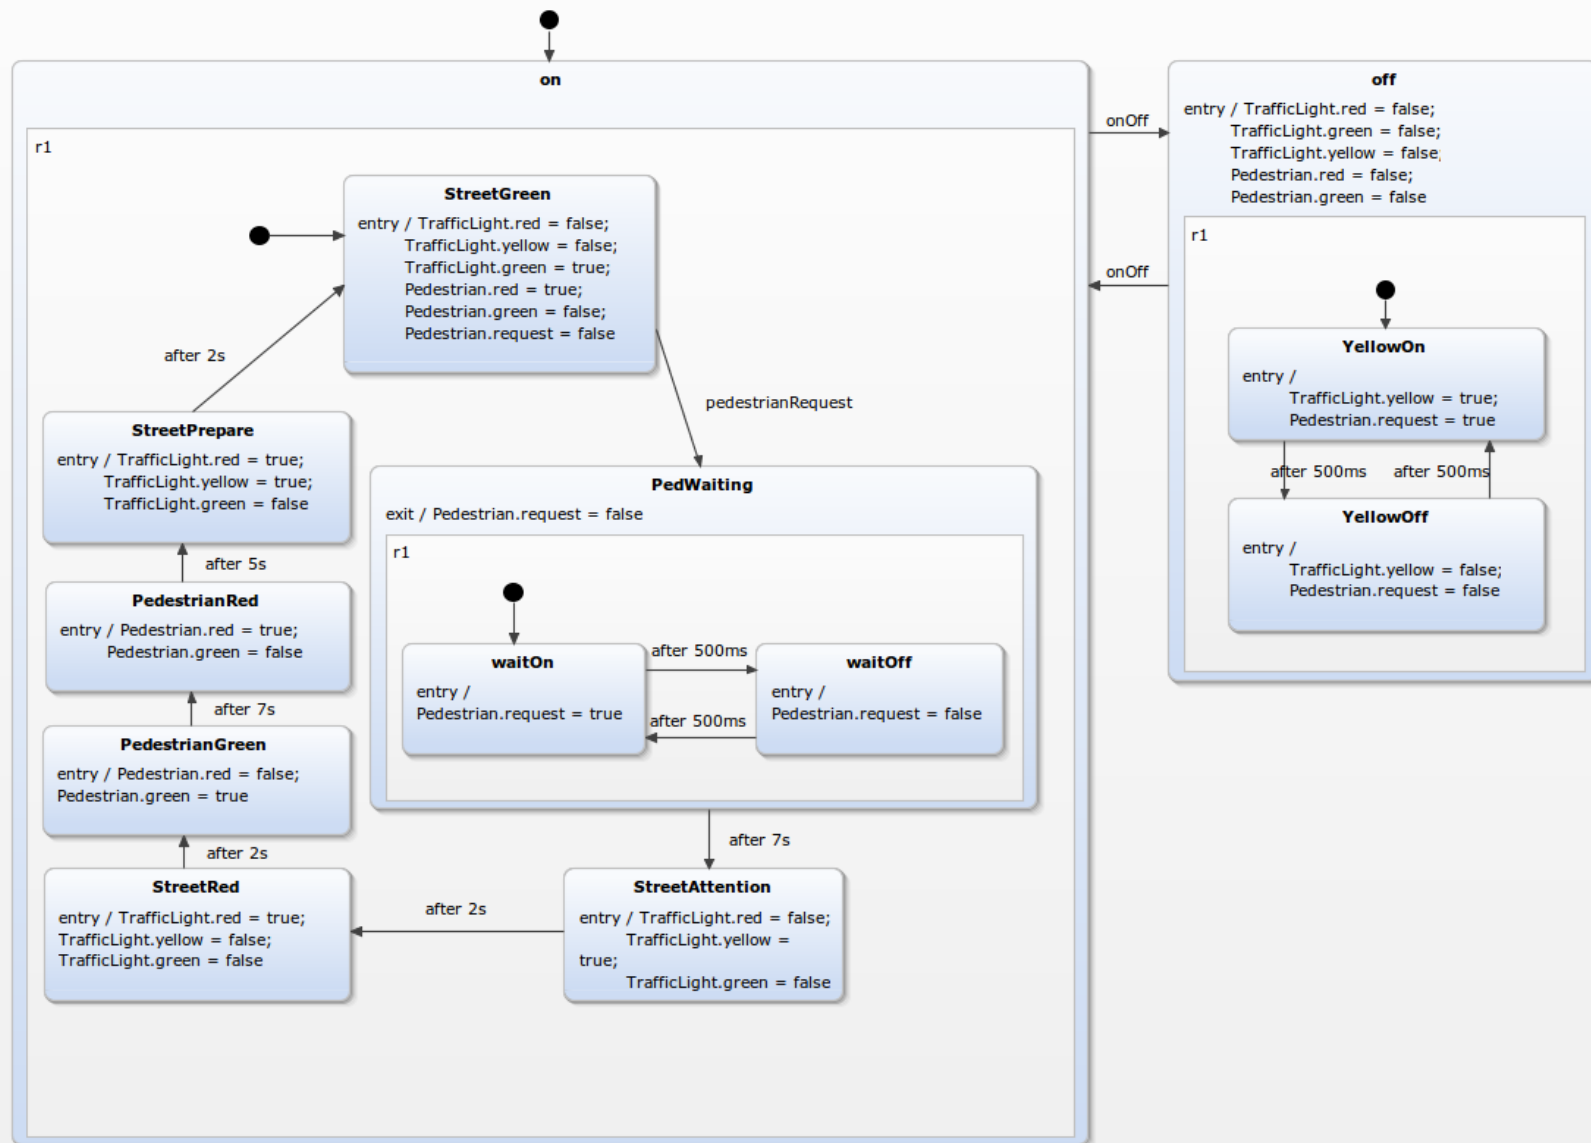 on
r1
StreetGreen
entry / TrafficLight.red = false;
TrafficLight.yellow = false;
TrafficLight.green = true;
Pedestrian.red = true;
Pedestrian.green = false;
Pedestrian.request = false
after 2s
pedestrianRequest
StreetPrepare
entry / TrafficLight.red = true;
TrafficLight.yellow = true;
TrafficLight.green = false
after 5s
PedestrianRed
entry / Pedestrian.red = true;
Pedestrian.green = false
after 7s
PedestrianGreen
entry / Pedestrian.red = false;
Pedestrian.green = true
after 2s
StreetRed
entry / TrafficLight.red = true;
TrafficLight.yellow = false;
TrafficLight.green = false
PedWaiting
exit / Pedestrian.request = false
r1
waitOn
entry /
Pedestrian.request = true
after 500ms
after 500ms
waitOff
entry /
Pedestrian.request = false
after 7s
StreetAttention
entry / TrafficLight.red = false;
TrafficLight.yellow =
true;
TrafficLight.green = false
after 2s
onOff
onOff
off
entry / TrafficLight.red = false;
TrafficLight.green = false;
TrafficLight.yellow = false;
Pedestrian.red = false;
Pedestrian.green = false
r1
YellowOn
entry /
TrafficLight.yellow = true;
Pedestrian.request = true
after 500ms
after 500ms
YellowOff
entry /
TrafficLight.yellow = false;
Pedestrian.request = false